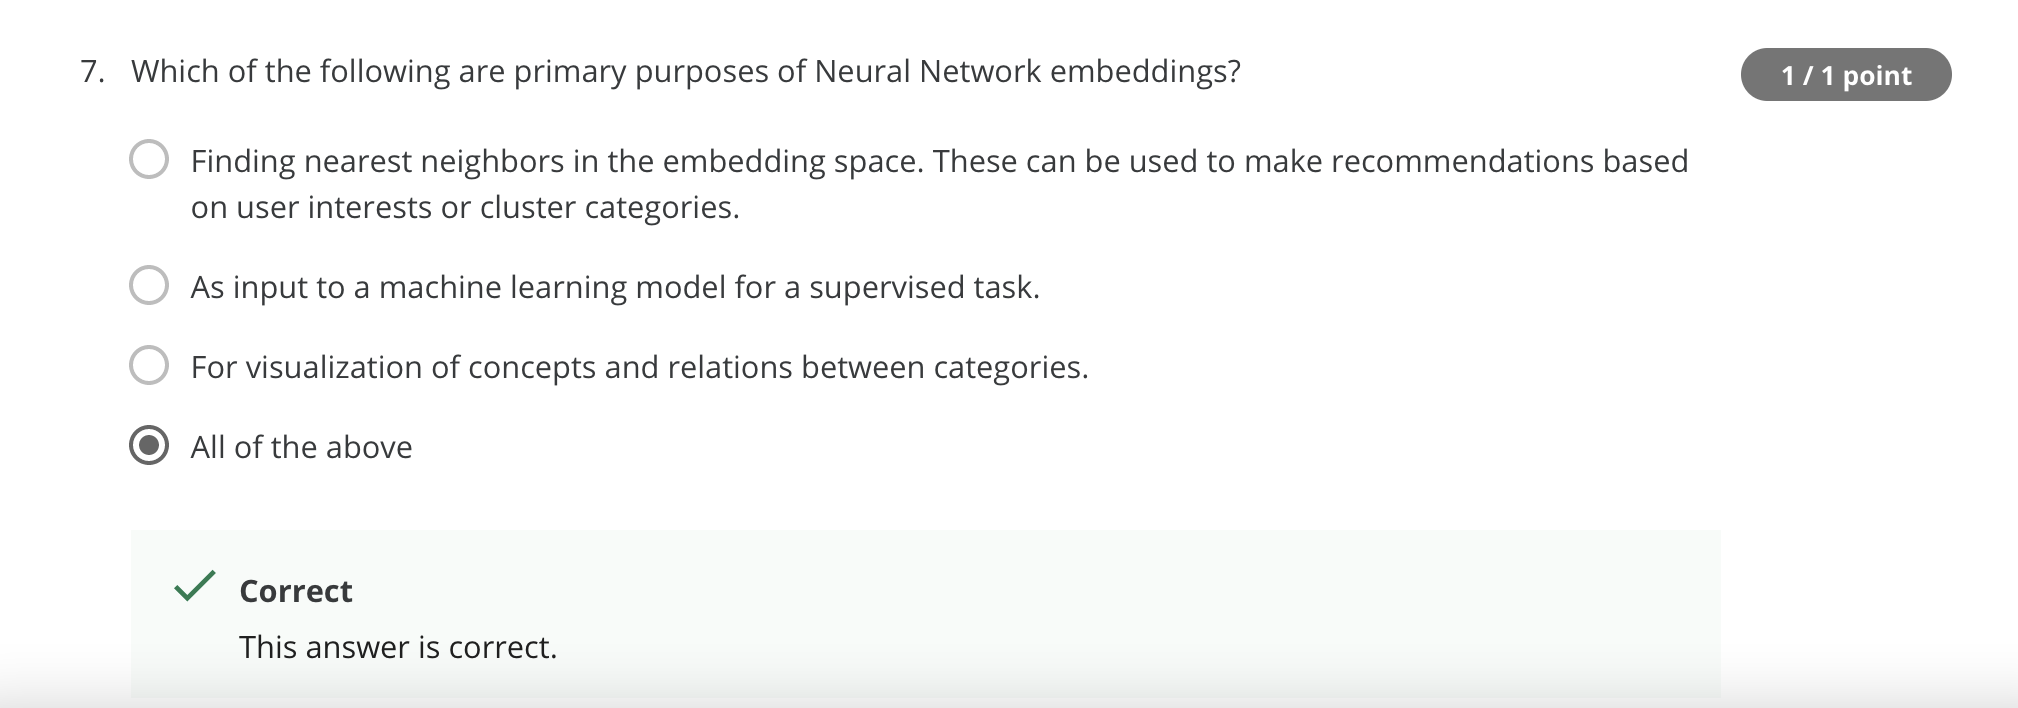 7. Which of the following are primary purposes of Neural Network embeddings?
1 / 1 point
Finding nearest neighbors in the embedding space. These can be used to make recommendations based
on user interests or cluster categories.
As input to a machine learning model for a supervised task.
For visualization of concepts and relations between categories.
All of the above
Correct
This answer is correct.